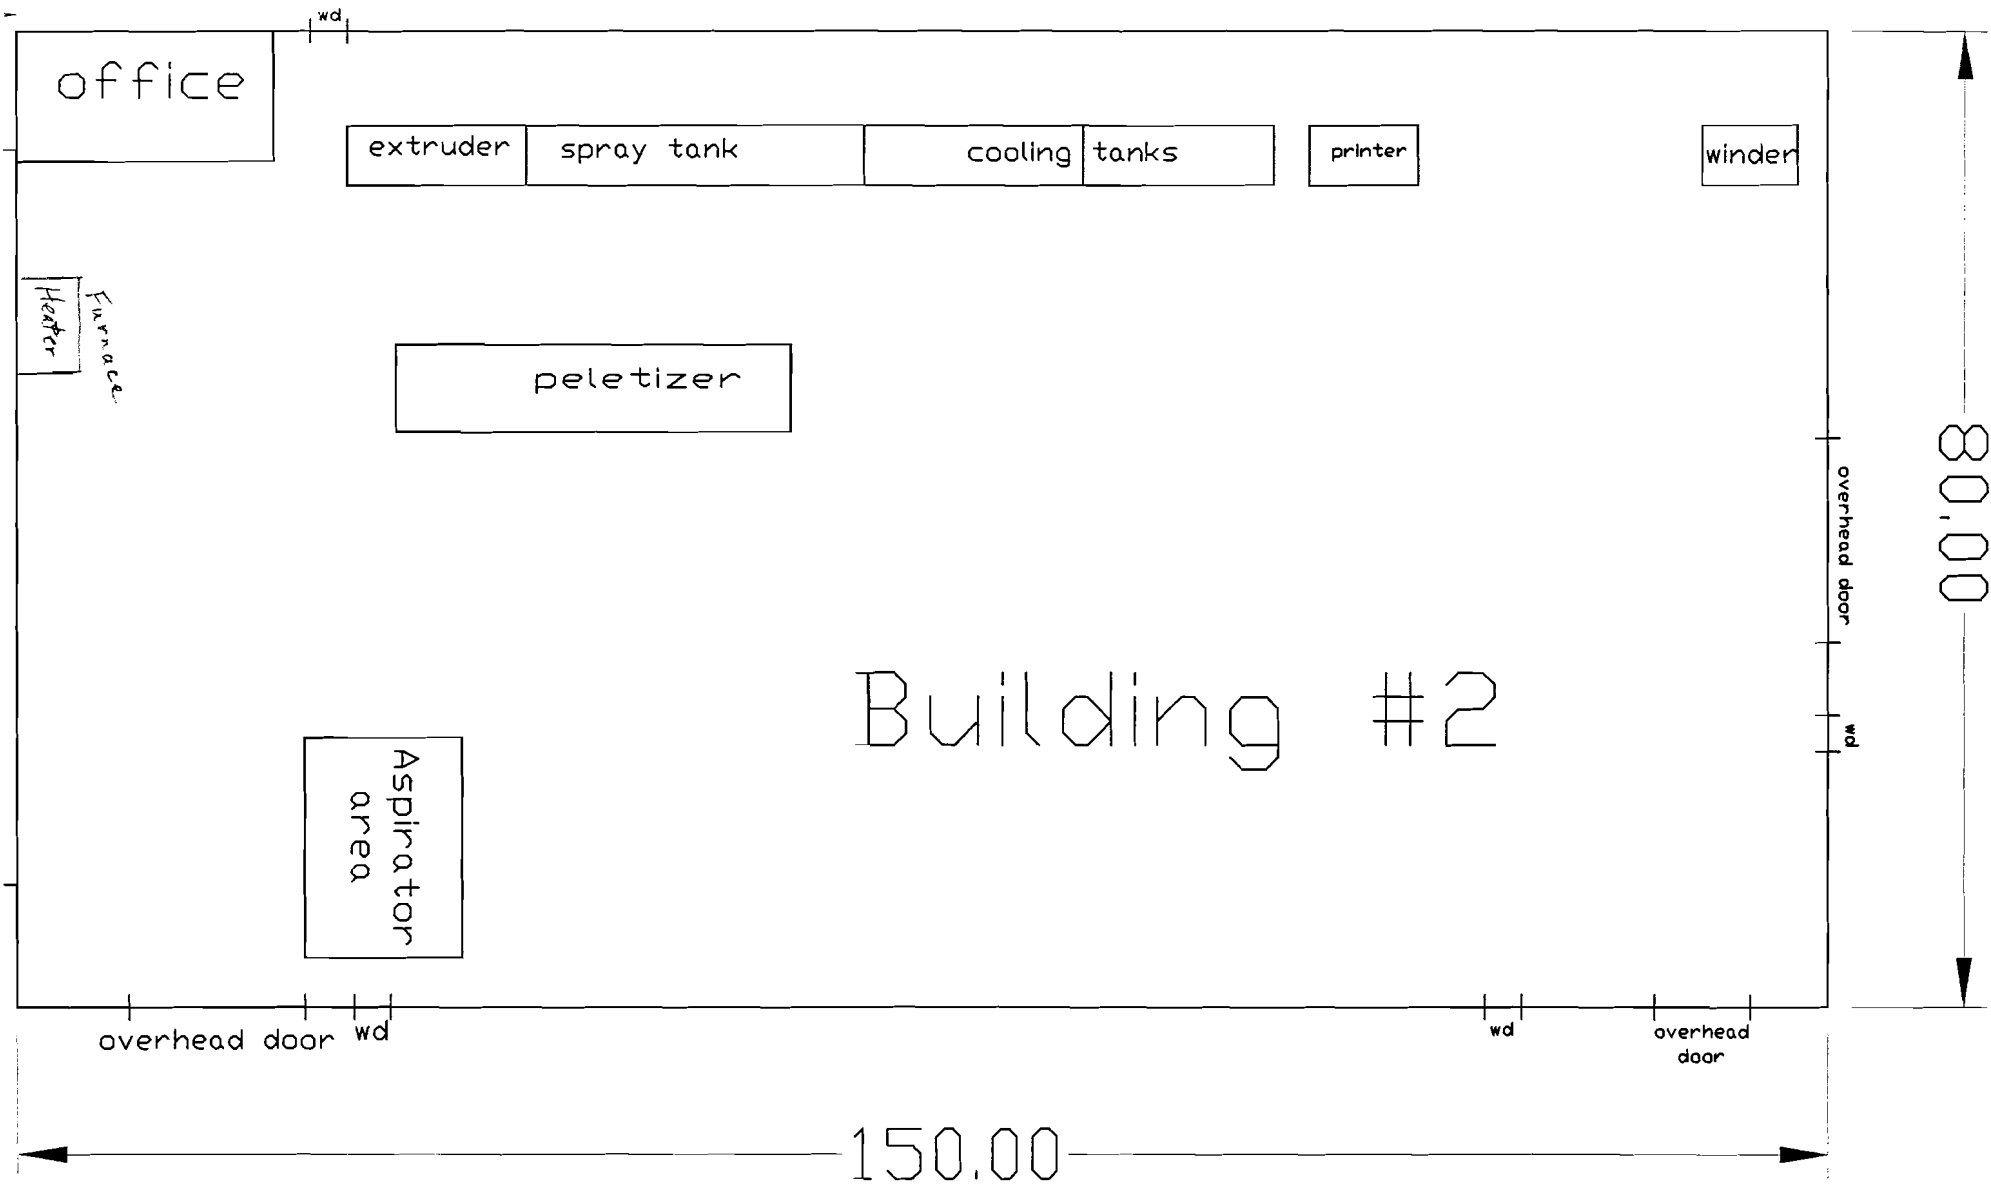 wd
office
extruder
spray tank
cooling tanks
printer
winder
Heater
Furnace
peletizer
overhead door
80.00
Building #2
wd
Aspirator
area
overhead door
wd
wd
overhead
door
150.00